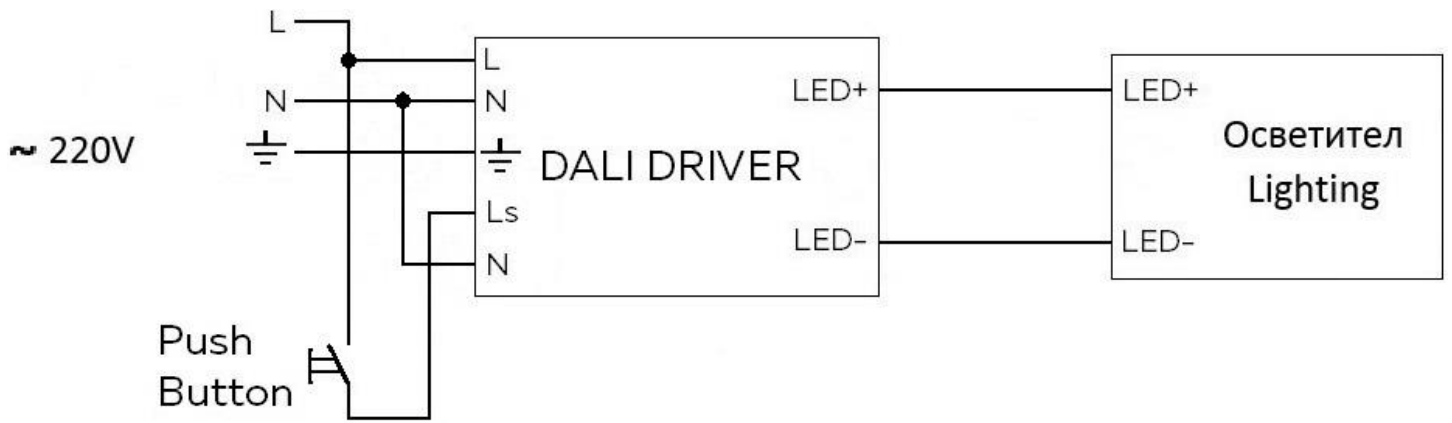 L
L
N
N
~ 220V
DALI DRIVER
Ls
N
LED+
LED-
LED+
LED-
Осветител
Lighting
Push
Button